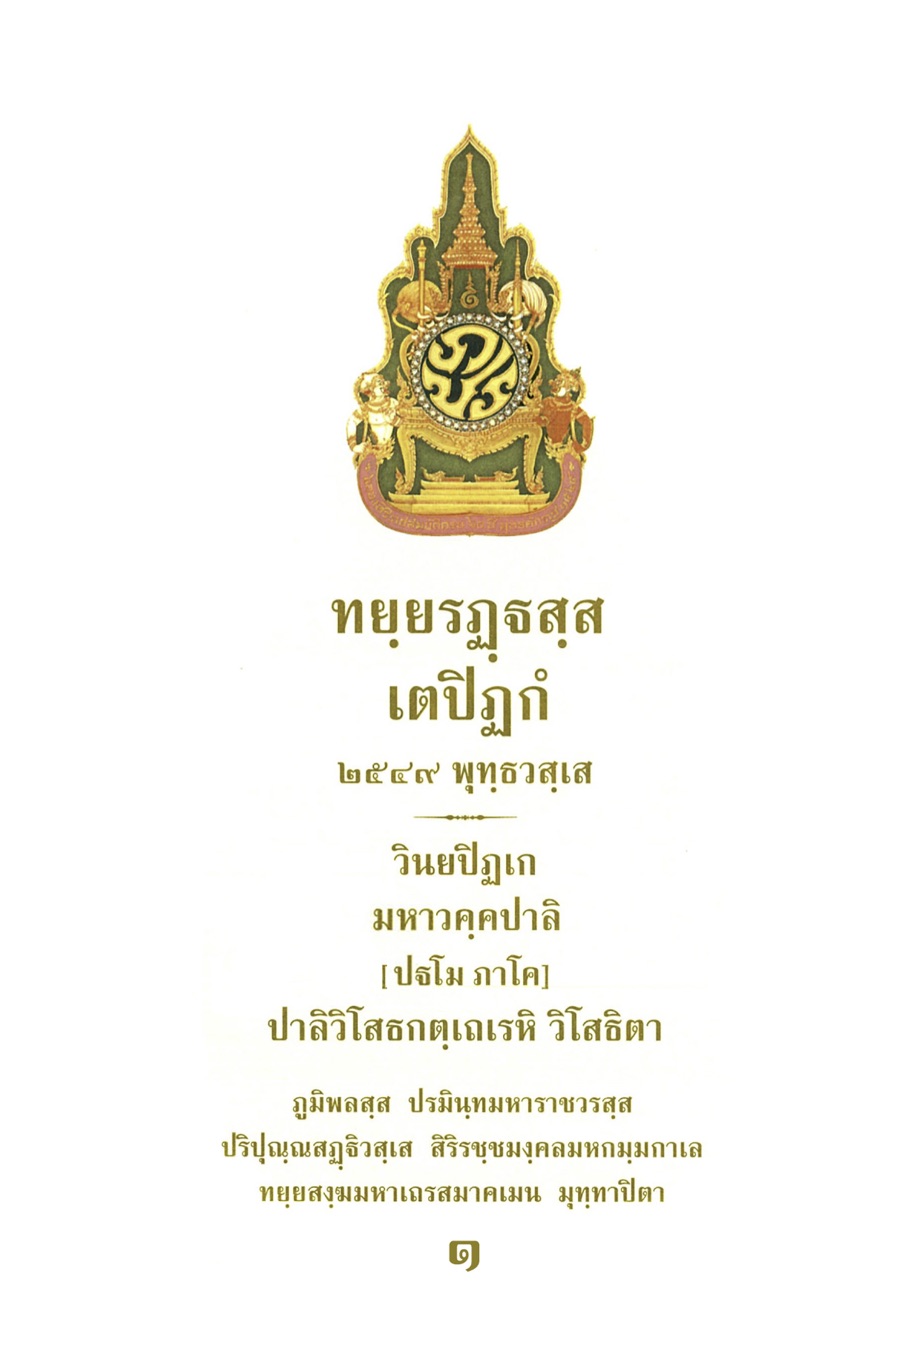 ทยฺยรฏฺฐสฺส
เตปิฏกํ
๒๕๔๙ พุทฺธวสฺเส
วินยปิฏเก
มหาวคฺคปาลิ
[ปฐโม ภาโค]
ปาลิวิโสธกตฺเถเรหิ วิโสธิตา
ภูมิพลสฺส ปรมินฺทมหาราชวรสฺส
ปริปุณฺณสฏฺฐิวสฺเส สิริรชฺชมงฺคลมหกมฺมกาเล
ทยฺยสงฺฆมหาเถรสมาคเมน มุทฺทาปิตา
๑